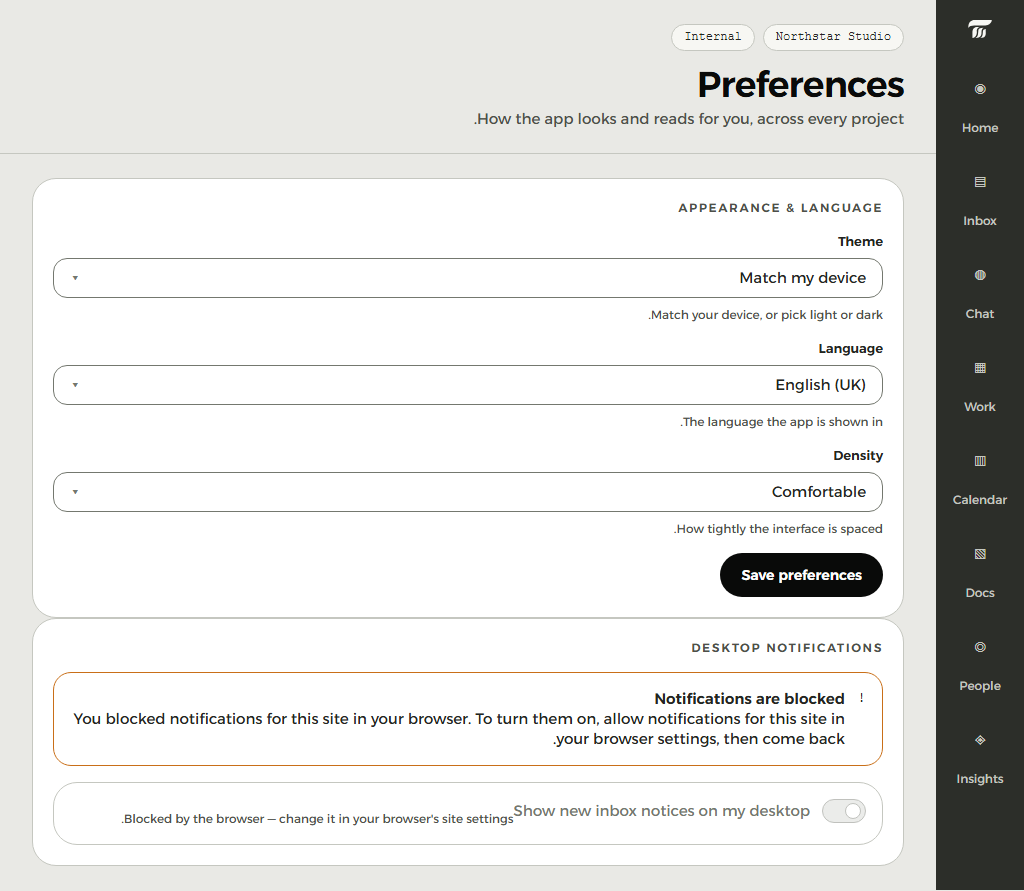 Northstar Studio
Internal
Preferences
How the app looks and reads for you, across every project.
APPEARANCE & LANGUAGE
Theme
Match my device
Match your device, or pick light or dark.
Language
English (UK)
The language the app is shown in.
Density
Comfortable
How tightly the interface is spaced.
Save preferences
DESKTOP NOTIFICATIONS
!
Notifications are blocked
You blocked notifications for this site in your browser. To turn them on, allow notifications for this site in
your browser settings, then come back.
Show new inbox notices on my desktop
Blocked by the browser — change it in your browser's site settings.
Home
Inbox
Chat
Work
Calendar
Docs
People
Insights